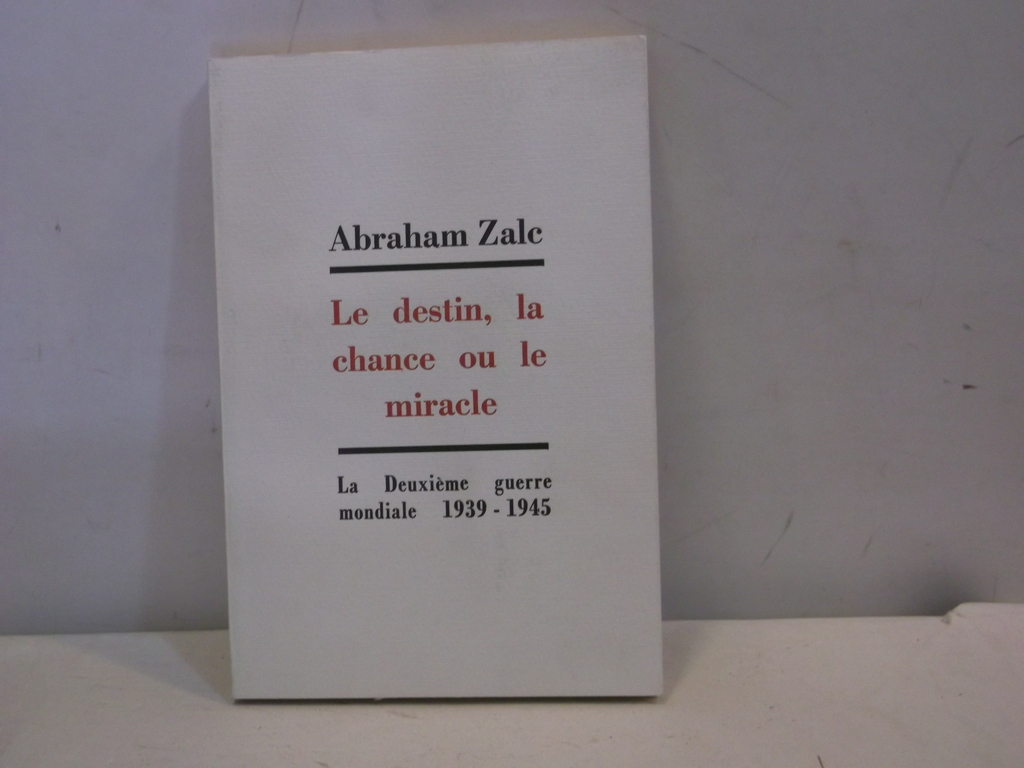 Abraham Zalc
Le destin, la
chance ou le
miracle
La Deuxième guerre
mondiale 1939 - 1945